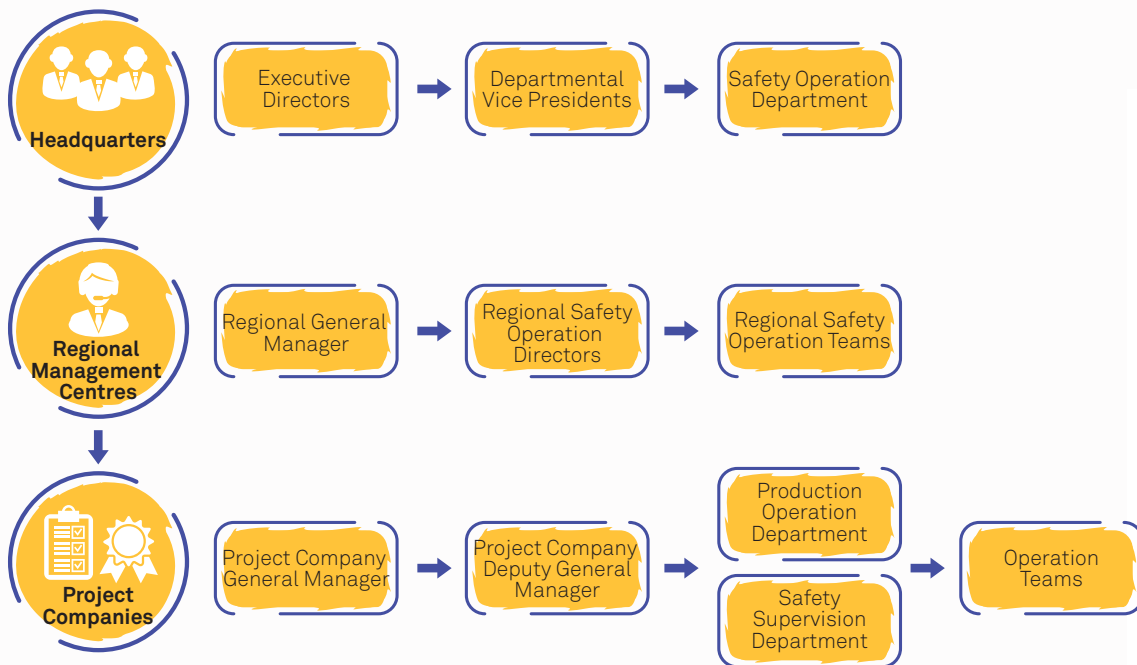 Headquarters
Executive
Directors
Departmental
Vice Presidents
Safety Operation
Department
Regional
Management
Centres
Regional General
Manager
Regional Safety
Operation
Directors
Regional Safety
Operation Teams
Project
Companies
Project Company
General Manager
Project Company
Deputy General
Manager
Production
Operation
Department
Safety
Supervision
Department
Operation
Teams